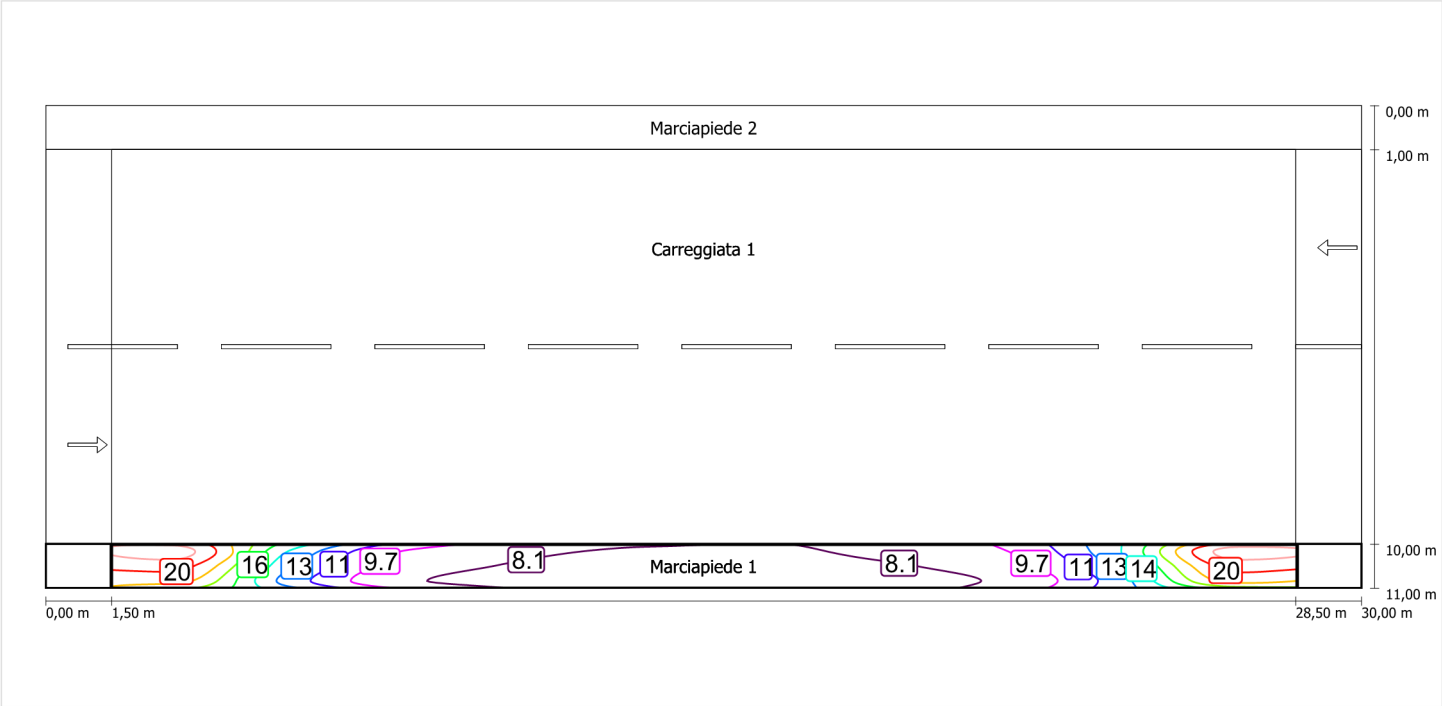 0,00 m
Marciapiede 2
1,00 m
Carreggiata 1
10,00 m
20 16 13 11 9.7 8.1 Marciapiede 1 8.1 9.7 11 13 14 20
11,00 m
0,00 m 1,50 m 28,50 m 30,00 m